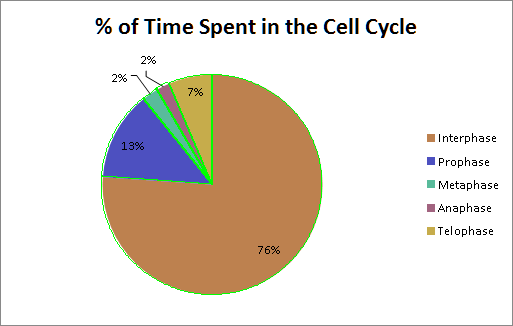 % of Time Spent in the Cell Cycle
2%
2%
7%
13%
76%
Interphase
Prophase
Metaphase
Anaphase
Telophase